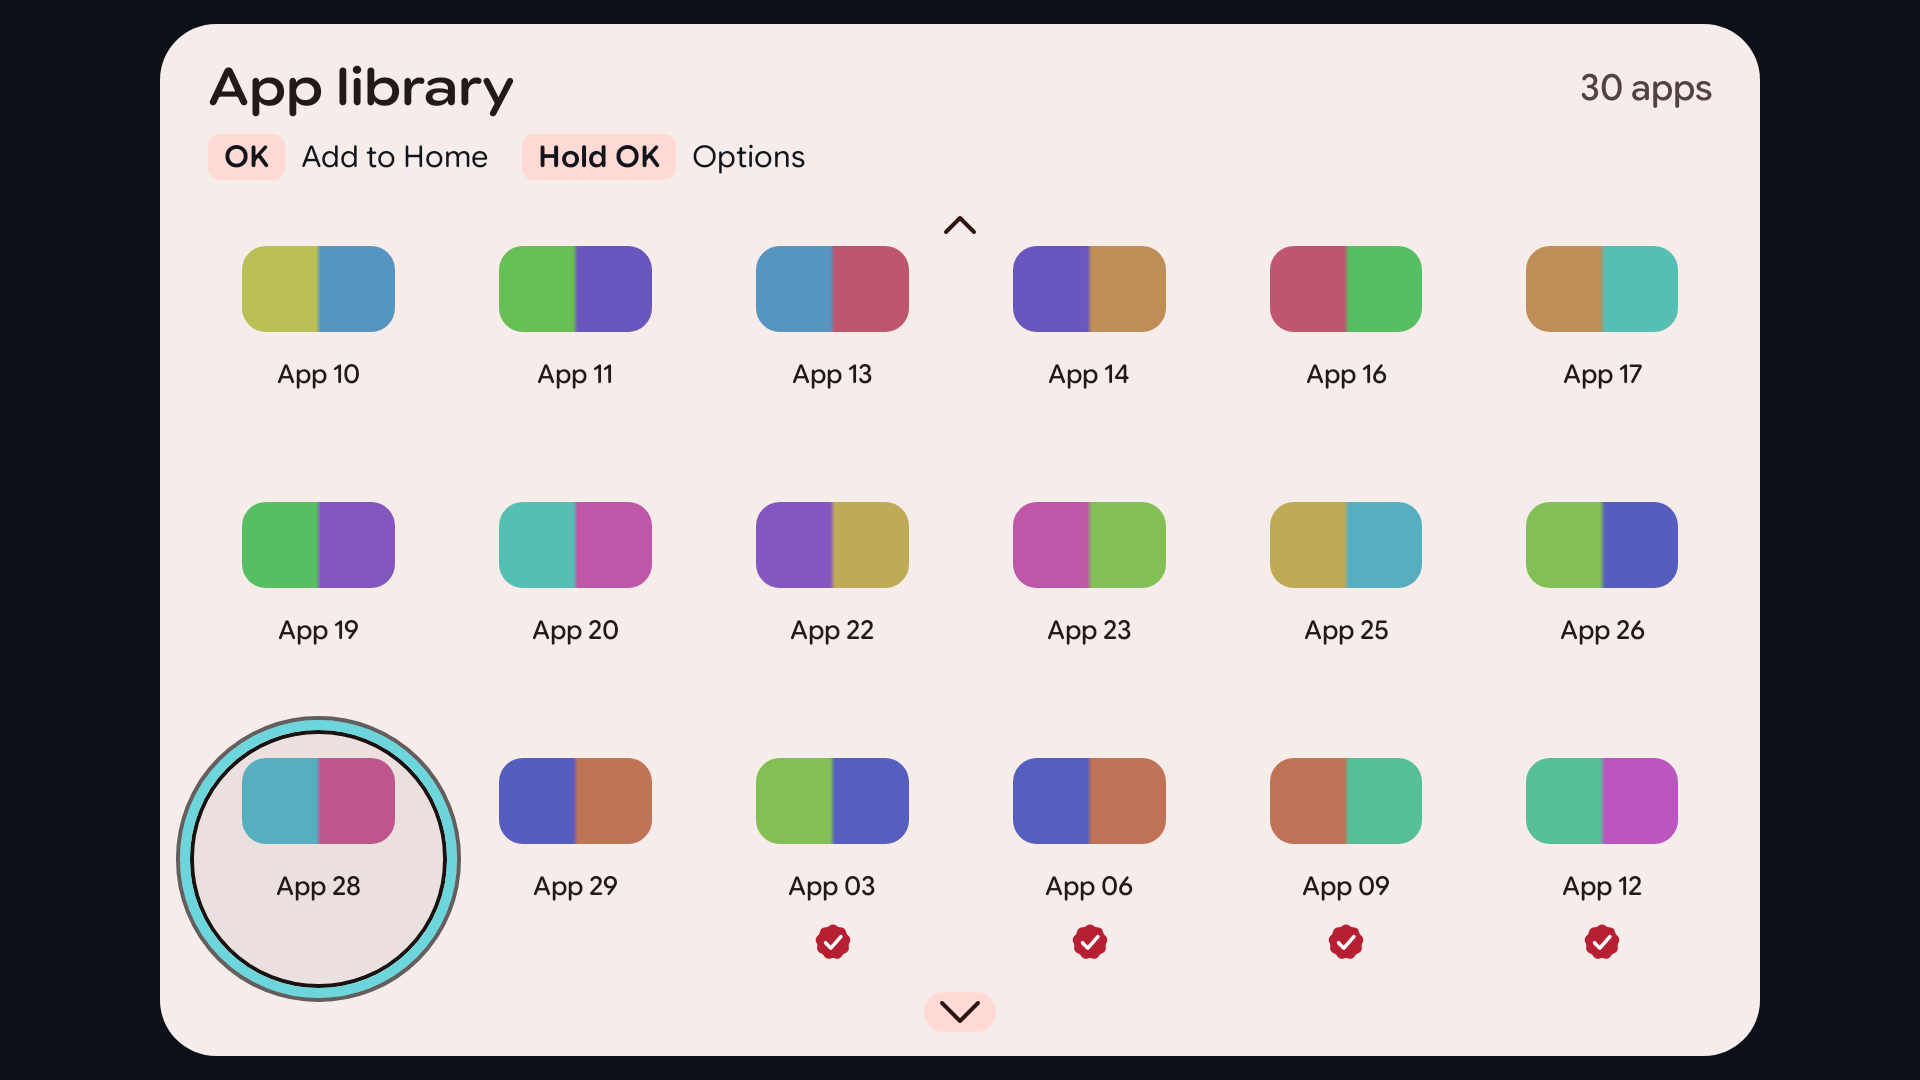 App library
30 apps
OK Add to Home Hold OK Options
App 10 App 11 App 13 App 14 App 16 App 17
App 19 App 20 App 22 App 23 App 25 App 26
App 28 App 29 App 03 App 06 App 09 App 12